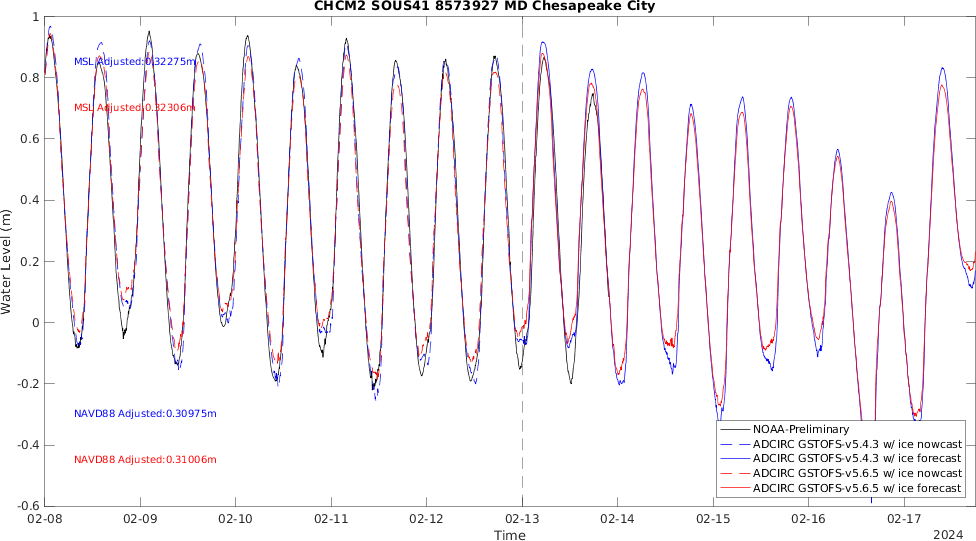 CHCM2 SOUS41 8573927 MD Chesapeake City
1
0.8
0.6
0.4
0.2
0
-0.2
-0.4
-0.6
Water Level (m)
MSL Adjusted:0.32275m
MSL Adjusted:0.32306m
NAVD88 Adjusted:0.30975m
NAVD88 Adjusted:0.31006m
NOAA-Preliminary
ADCIRC GSTOFS-v5.4.3 w/ ice nowcast
ADCIRC GSTOFS-v5.4.3 w/ ice forecast
ADCIRC GSTOFS-v5.6.5 w/ ice nowcast
ADCIRC GSTOFS-v5.6.5 w/ ice forecast
02-08 02-09 02-10 02-11 02-12 02-13 02-14 02-15 02-16 02-17
Time
2024